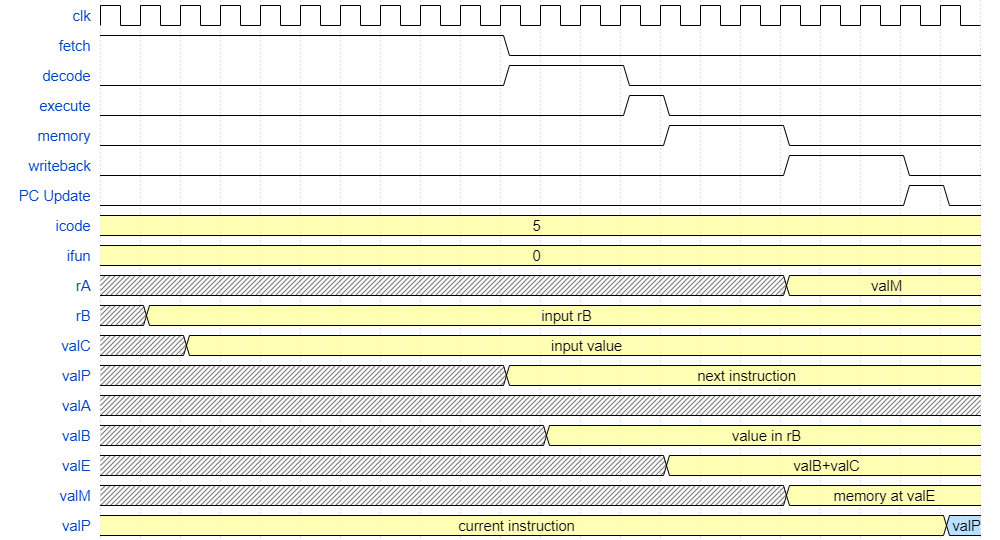 clk
fetch
decode
execute
memory
writeback
PC Update
icode 5
ifun 0
rA valM
rB input rB
valC input value
valP next instruction
valA
valB value in rB
valE valB+valC
valM memory at valE
valP current instruction valP